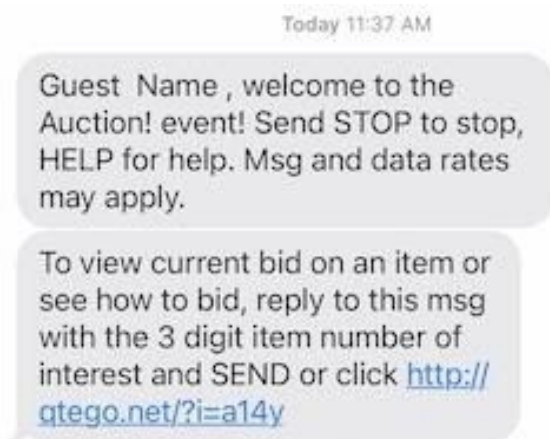 Today 11:37 AM
Guest Name , welcome to the
Auction! event! Send STOP to stop,
HELP for help. Msg and data rates
may apply.
To view current bid on an item or
see how to bid, reply to this msg
with the 3 digit item number of
interest and SEND or click http://
qtego.net/?i=a14y